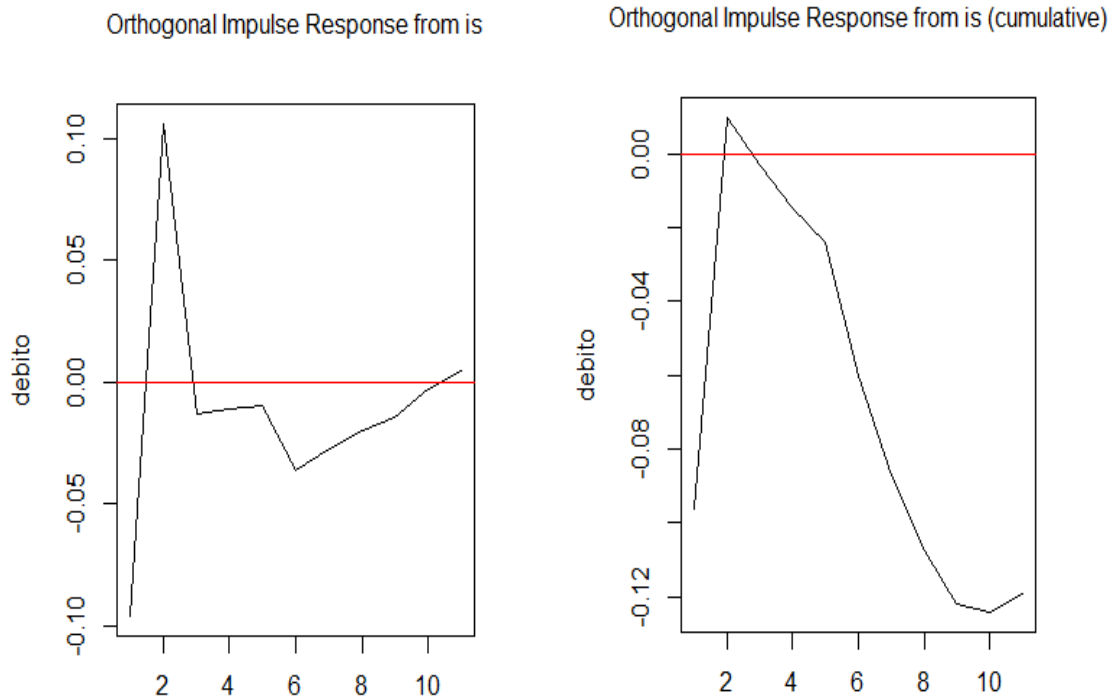 Orthogonal Impulse Response from is
debito
0.10
0.05
0.00
-0.05
-0.10
2 4 6 8 10
Orthogonal Impulse Response from is (cumulative)
debito
0.00
-0.04
-0.08
-0.12
2 4 6 8 10